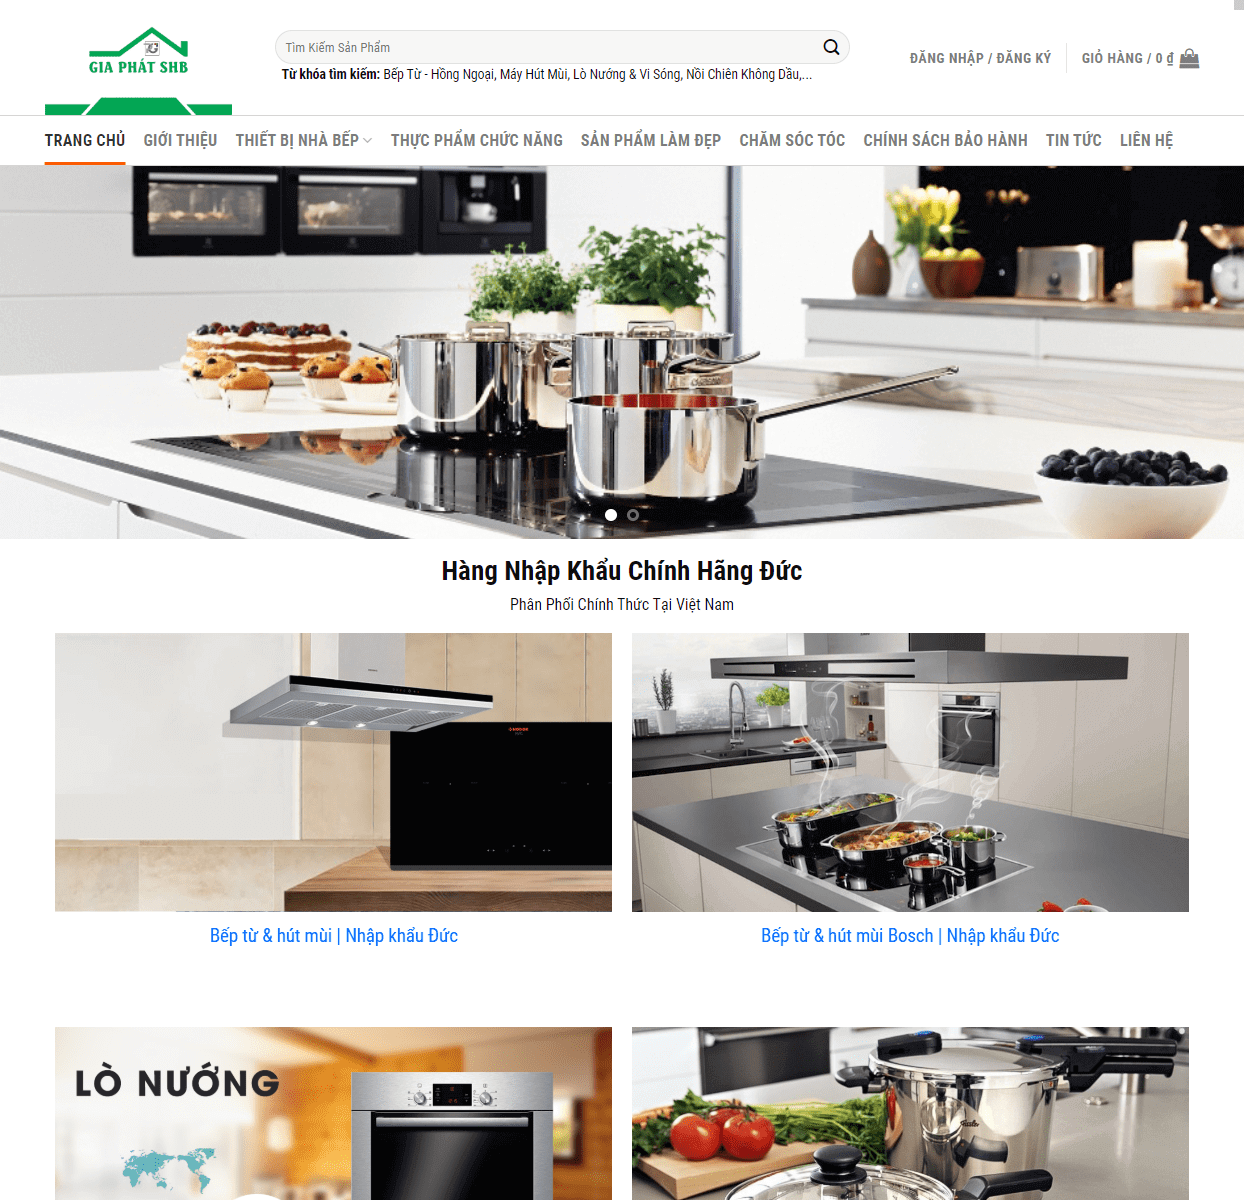 GIA PHÁT SHB
Tìm Kiếm Sản Phẩm
Từ khóa tìm kiếm: Bếp Từ - Hồng Ngoại, Máy Hút Mùi, Lò Nướng & Vi Sóng, Nồi Chiên Không Dầu,...
ĐĂNG NHẬP / ĐĂNG KÝ
GIỎ HÀNG / 0 ₫
TRANG CHỦ
GIỚI THIỆU
THIẾT BỊ NHÀ BẾP
THỰC PHẨM CHỨC NĂNG
SẢN PHẨM LÀM ĐẸP
CHĂM SÓC TÓC
CHÍNH SÁCH BẢO HÀNH
TIN TỨC
LIÊN HỆ
Hàng Nhập Khẩu Chính Hãng Đức
Phân Phối Chính Thức Tại Việt Nam
Bếp từ & hút mùi | Nhập khẩu Đức
Bếp từ & hút mùi Bosch | Nhập khẩu Đức
LÒ NƯỚNG